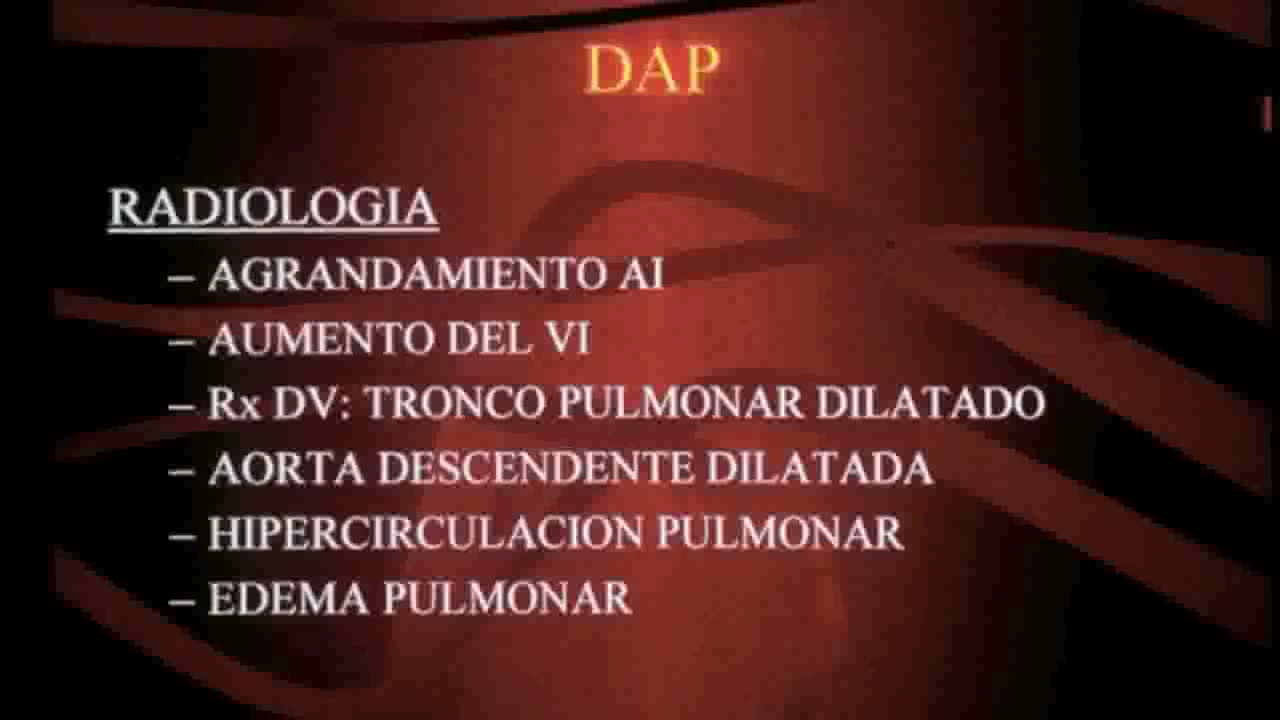 DAP
RADIOLOGIA
– AGRANDAMIENTO AI
– AUMENTO DEL VI
– Rx DV: TRONCO PULMONAR DILATADO
– AORTA DESCENDENTE DILATADA
– HIPERCIRCULACION PULMONAR
– EDEMA PULMONAR